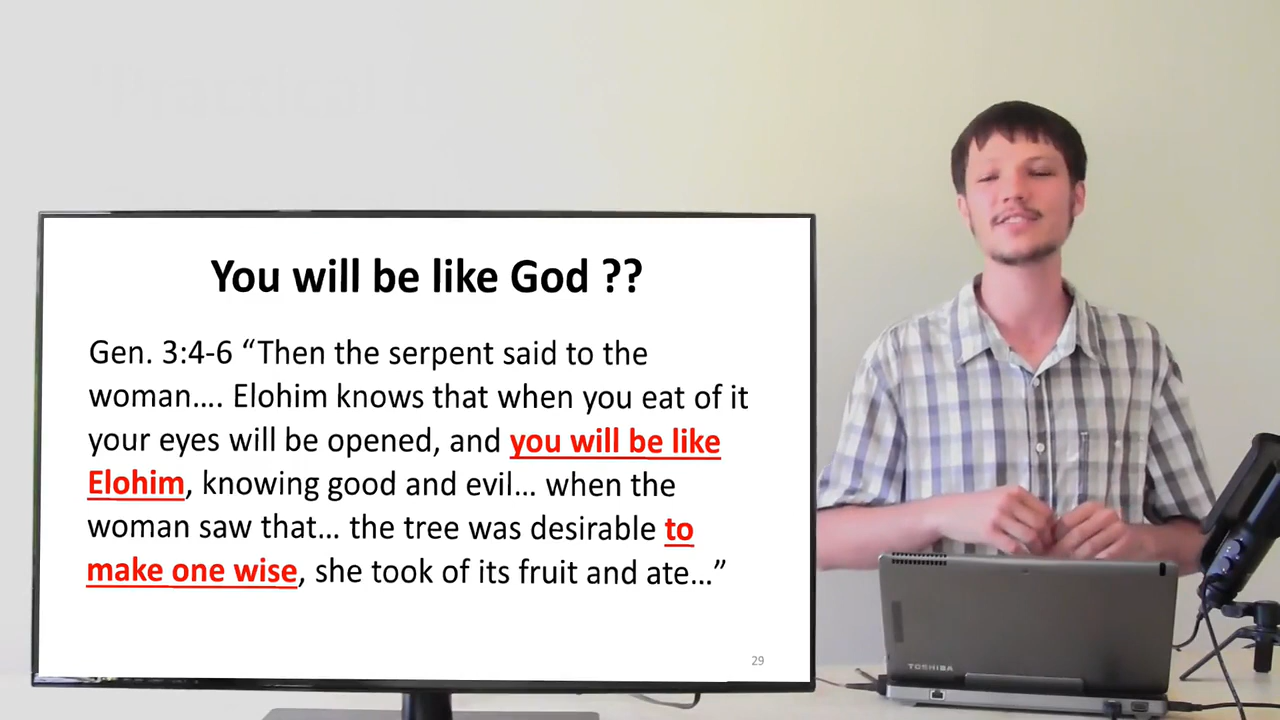 You will be like God ??
Gen. 3:4-6 “Then the serpent said to the
woman…. Elohim knows that when you eat of it
your eyes will be opened, and you will be like
Elohim, knowing good and evil… when the
woman saw that… the tree was desirable to
make one wise, she took of its fruit and ate…”
29
TOSHIBA